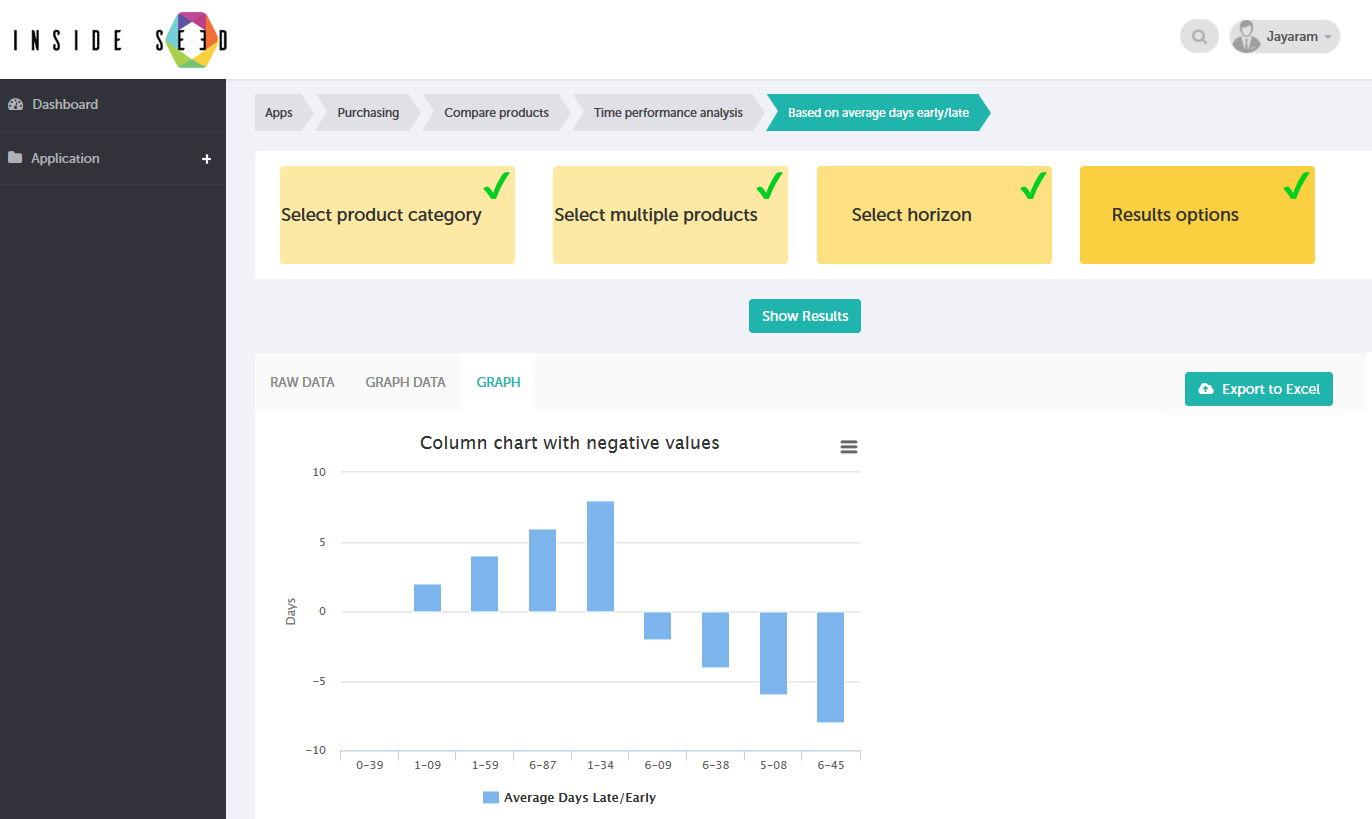 INSIDE SEED
Jayaram
Dashboard
Application +
Apps
Purchasing
Compare products
Time performance analysis
Based on average days early/late
Select product category
Select multiple products
Select horizon
Results options
Show Results
RAW DATA
GRAPH DATA
GRAPH
Export to Excel
Column chart with negative values
10
5
0
−5
−10
Days
0-39
1-09
1-59
6-87
1-34
6-09
6-38
5-08
6-45
Average Days Late/Early